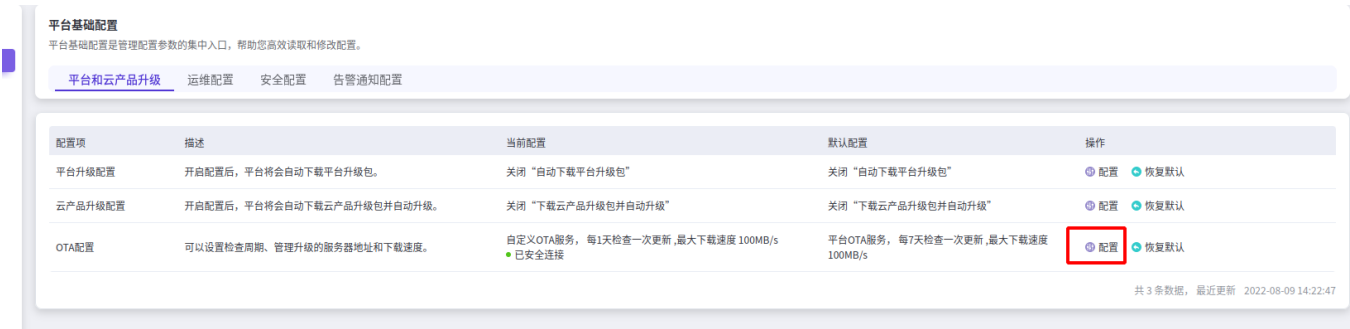 平台基础配置
平台基础配置是管理配置参数的集中入口，帮助您高效读取和修改配置。
平台和云产品升级 运维配置 安全配置 告警通知配置
配置项 描述 当前配置 默认配置 操作
平台升级配置 开启配置后，平台将会自动下载平台升级包。 关闭“自动下载平台升级包” 关闭“自动下载平台升级包” 配置 恢复默认
云产品升级配置 开启配置后，平台将会自动下载云产品升级包并自动升级。 关闭“下载云产品升级包并自动升级” 关闭“下载云产品升级包并自动升级” 配置 恢复默认
OTA配置 可以设置检查周期、管理升级的服务器地址和下载速度。 自定义OTA服务， 每1天检查一次更新 ,最大下载速度 100MB/s
已安全连接
平台OTA服务， 每7天检查一次更新 ,最大下载速度
100MB/s
配置 恢复默认
共 3 条数据， 最近更新 2022-08-09 14:22:47